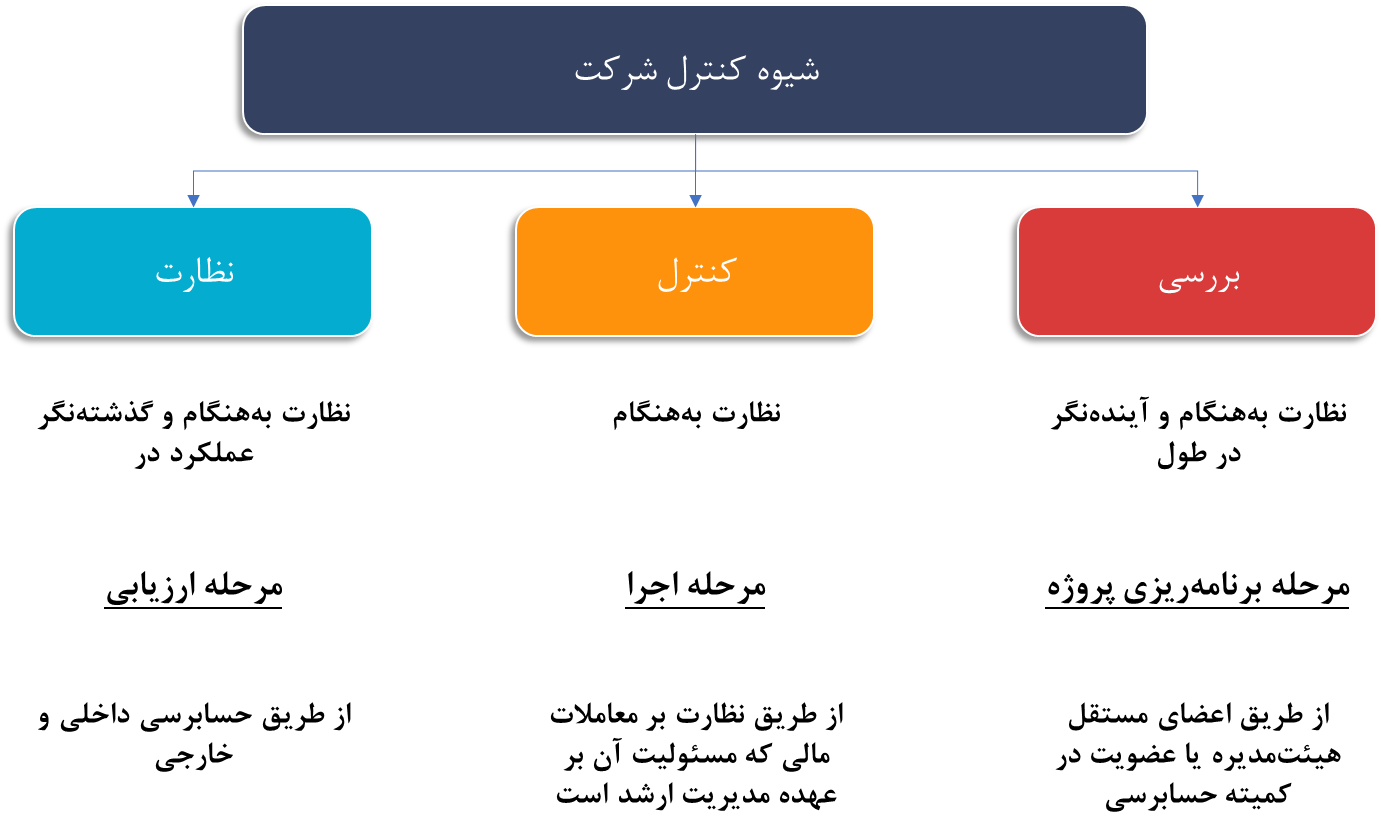 شیوه کنترل شرکت
بررسی
کنترل
نظارت
نظارت به‌هنگام و آینده‌نگر
در طول
نظارت به‌هنگام
نظارت به‌هنگام و گذشته‌نگر
عملکرد در
مرحله برنامه‌ریزی پروژه
مرحله اجرا
مرحله ارزیابی
از طریق اعضای مستقل
هیئت‌مدیره یا عضویت در
کمیته حسابرسی
از طریق نظارت بر معاملات
مالی که مسئولیت آن بر
عهده مدیریت ارشد است
از طریق حسابرسی داخلی و
خارجی